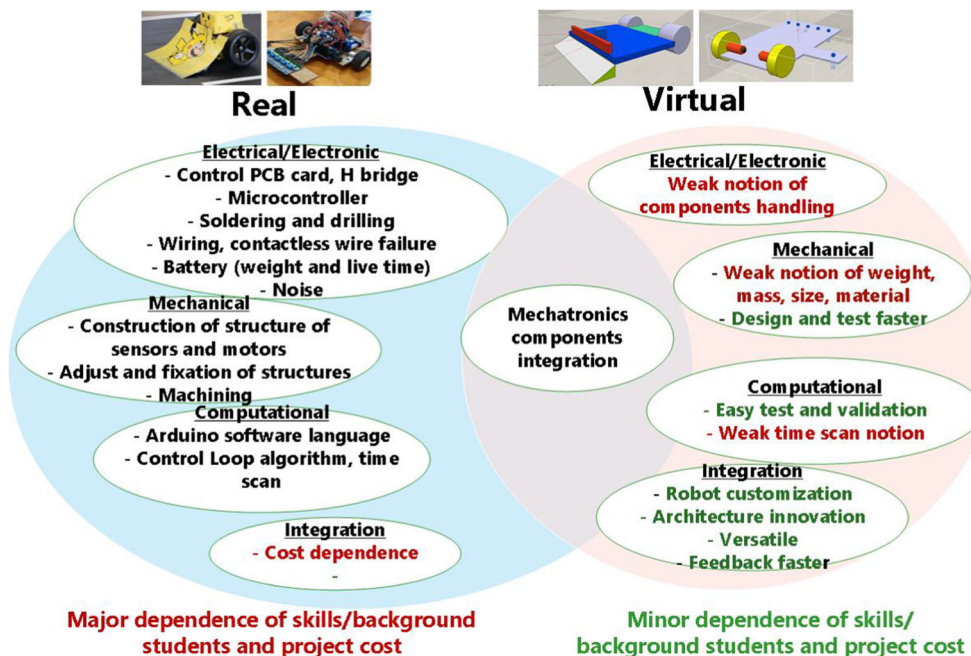 Real
Virtual
Electrical/Electronic
- Control PCB card, H bridge
- Microcontroller
- Soldering and drilling
- Wiring, contactless wire failure
- Battery (weight and live time)
- Noise
Mechanical
- Construction of structure of
sensors and motors
- Adjust and fixation of structures
- Machining
Computational
- Arduino software language
- Control Loop algorithm, time
scan
Integration
- Cost dependence
-
Mechatronics
components
integration
Electrical/Electronic
Weak notion of
components handling
Mechanical
- Weak notion of weight,
mass, size, material
- Design and test faster
Computational
- Easy test and validation
- Weak time scan notion
Integration
- Robot customization
- Architecture innovation
- Versatile
- Feedback faster
Major dependence of skills/background
students and project cost
Minor dependence of skills/
background students and project cost